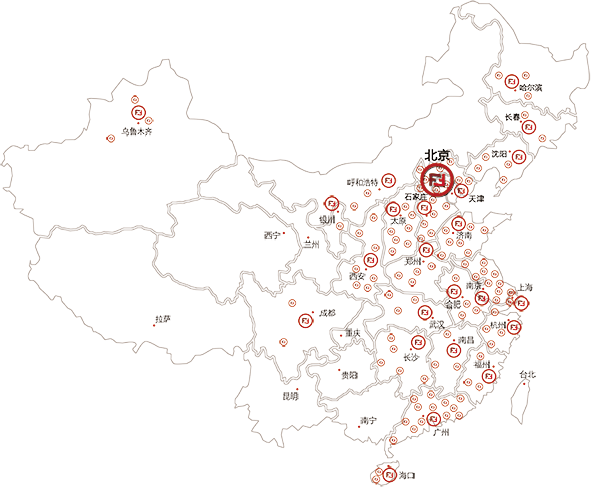 哈尔滨
长春
乌鲁木齐
沈阳
北京
呼和浩特
石家庄
天津
银川
太原
济南
西宁
兰州
西安
郑州
南京
上海
合肥
拉萨
成都
武汉
杭州
重庆
南昌
长沙
福州
贵阳
台北
昆明
南宁
广州
海口